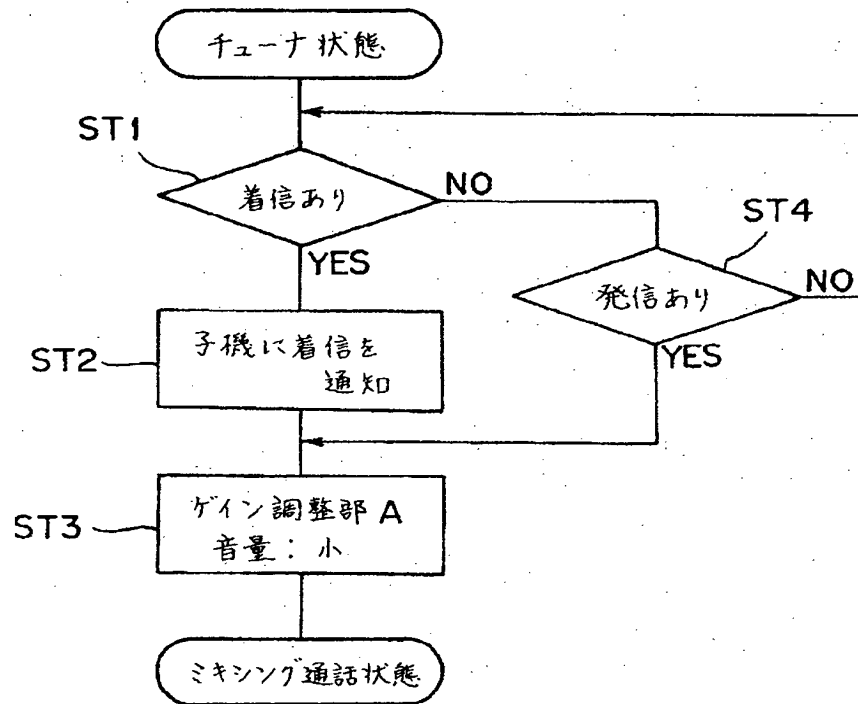 チューナ状態
ST1
着信あり
NO
ST4
YES
発信あり
NO
子機に着信を
通知
ST2
YES
ゲイン調整部 A
音量：小
ST3
ミキシング通話状態